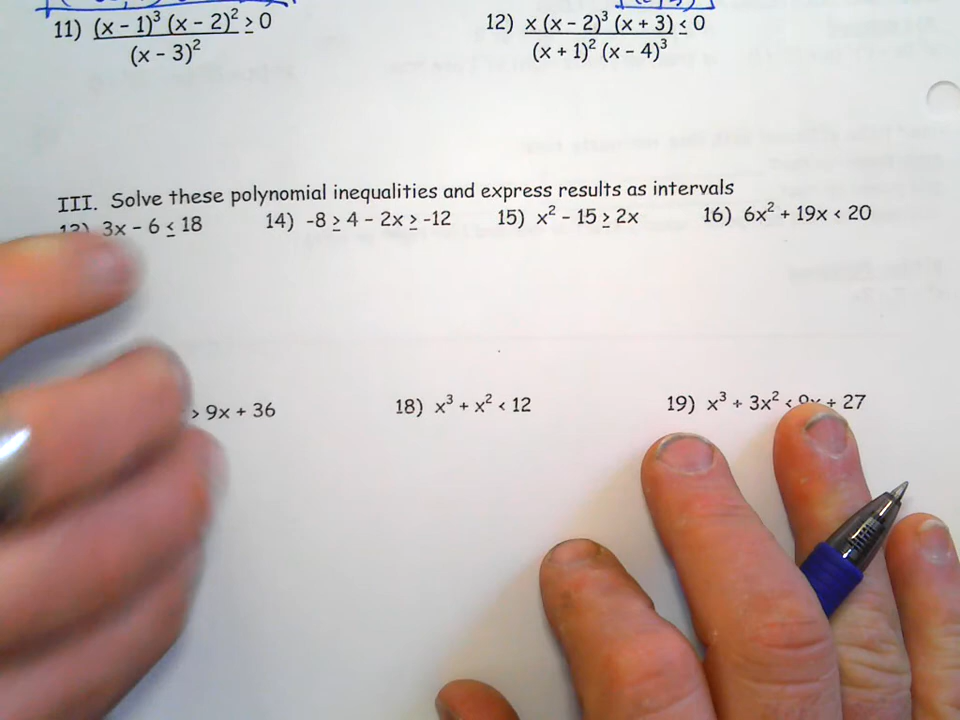 11) (x – 1)³ (x – 2)² ≥ 0 12) x (x – 2)³ (x + 3) ≤ 0
(x – 3)² (x + 1)² (x – 4)³
III. Solve these polynomial inequalities and express results as intervals
3x – 6 ≤ 18 14) -8 ≥ 4 – 2x ≥ -12 15) x² – 15 ≥ 2x 16) 6x² + 19x < 20
> 9x + 36 18) x³ + x² < 12 19) x³ + 3x² < + 27